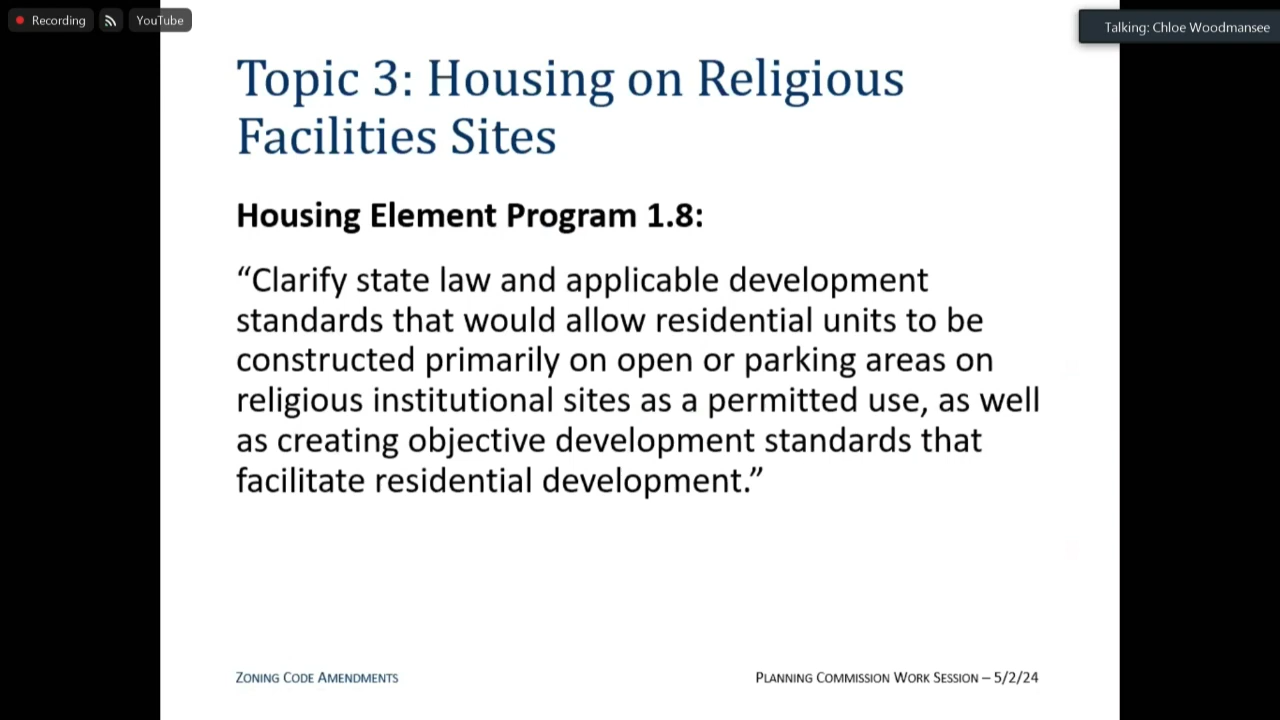 Recording
YouTube
Talking: Chloe Woodmansee
Topic 3: Housing on Religious
Facilities Sites
Housing Element Program 1.8:
“Clarify state law and applicable development
standards that would allow residential units to be
constructed primarily on open or parking areas on
religious institutional sites as a permitted use, as well
as creating objective development standards that
facilitate residential development.”
ZONING CODE AMENDMENTS
PLANNING COMMISSION WORK SESSION – 5/2/24